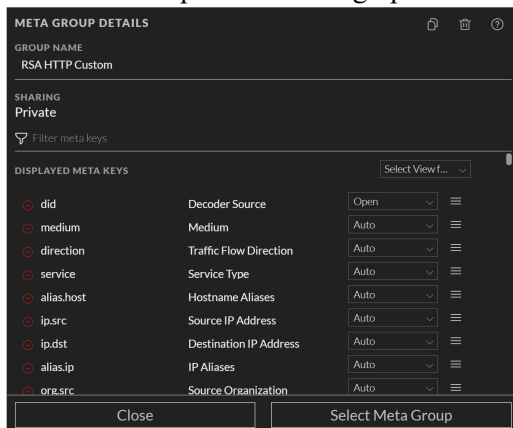 META GROUP DETAILS
GROUP NAME
RSA HTTP Custom
SHARING
Private
Filter meta keys
DISPLAYED META KEYS Select View f...
did Decoder Source Open
medium Medium Auto
direction Traffic Flow Direction Auto
service Service Type Auto
alias.host Hostname Aliases Auto
ip.src Source IP Address Auto
ip.dst Destination IP Address Auto
alias.ip IP Aliases Auto
org.src Source Organization Auto
Close Select Meta Group